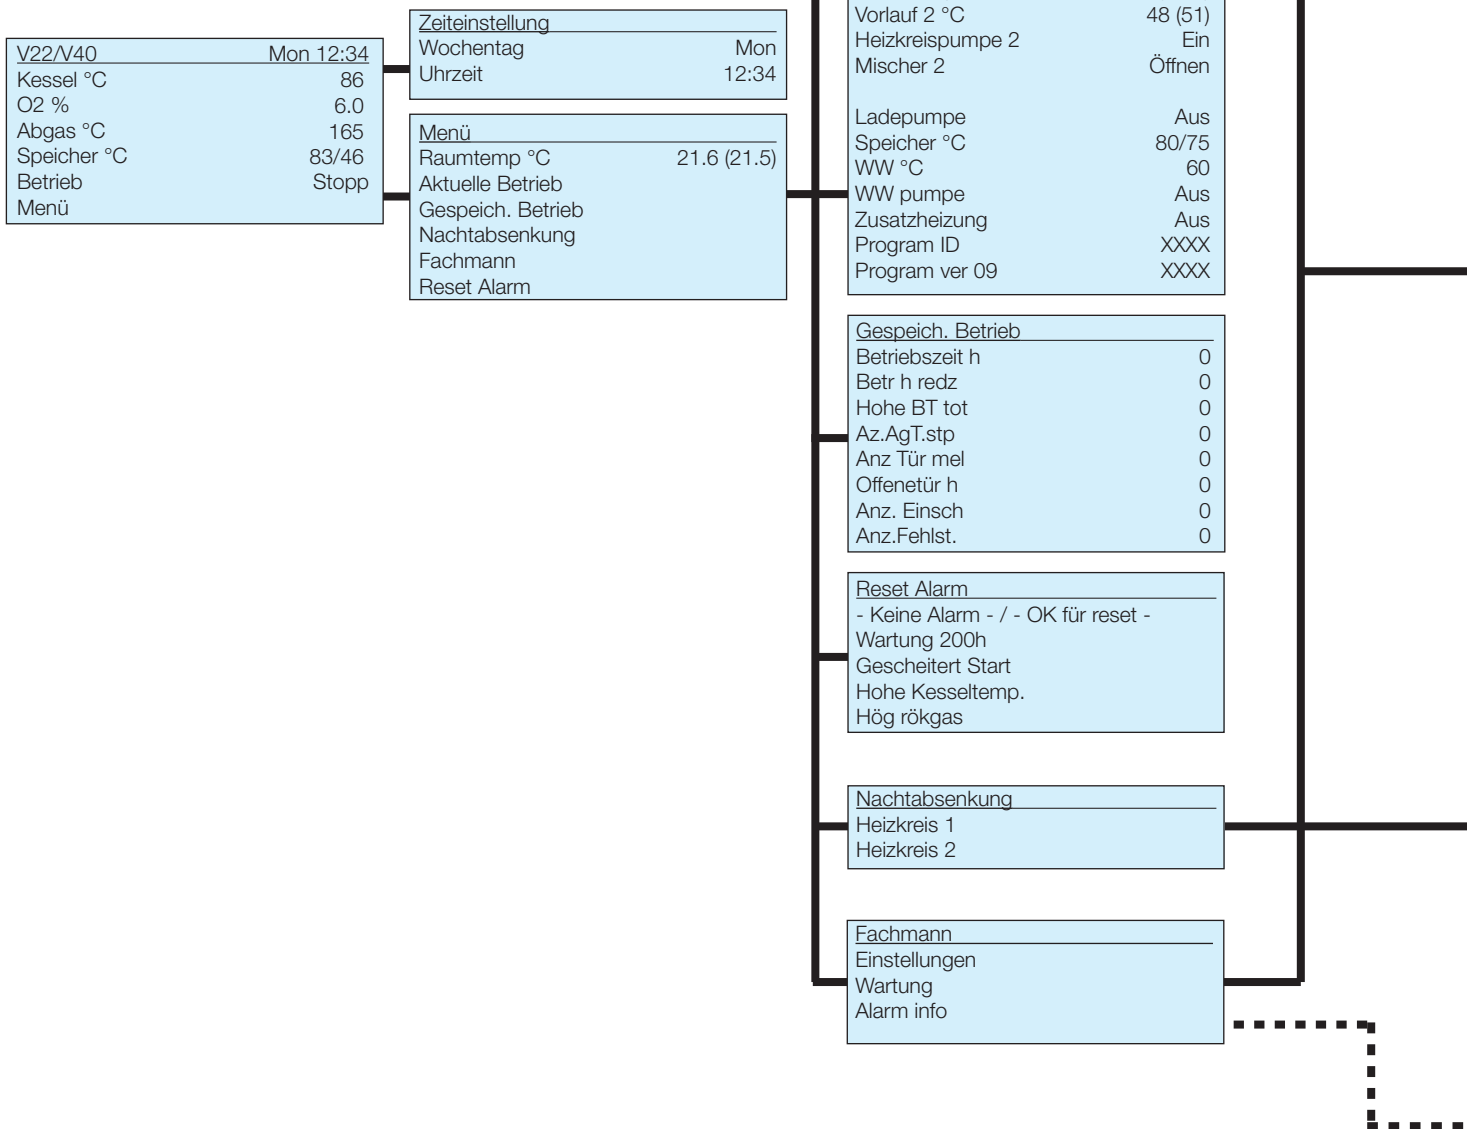 V22/V40 Mon 12:34
Kessel °C 86
O2 % 6.0
Abgas °C 165
Speicher °C 83/46
Betrieb Stopp
Menü
Zeiteinstellung
Wochentag Mon
Uhrzeit 12:34
Menü
Raumtemp °C 21.6 (21.5)
Aktuelle Betrieb
Gespeich. Betrieb
Nachtabsenkung
Fachmann
Reset Alarm
Vorlauf 2 °C 48 (51)
Heizkreispumpe 2 Ein
Mischer 2 Öffnen
Ladepumpe Aus
Speicher °C 80/75
WW °C 60
WW pumpe Aus
Zusatzheizung Aus
Program ID XXXX
Program ver 09 XXXX
Gespeich. Betrieb
Betriebszeit h 0
Betr h redz 0
Hohe BT tot 0
Az.AgT.stp 0
Anz Tür mel 0
Offenetür h 0
Anz. Einsch 0
Anz.Fehlst. 0
Reset Alarm
- Keine Alarm - / - OK für reset -
Wartung 200h
Gescheitert Start
Hohe Kesseltemp.
Hög rökgas
Nachtabsenkung
Heizkreis 1
Heizkreis 2
Fachmann
Einstellungen
Wartung
Alarm info